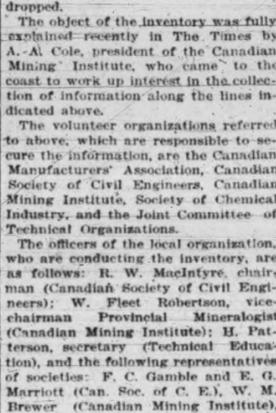 dropped.
The object of the inventory was fully
explained recently in The Times by
A. A. Cole, president of the Canadian
Mining Institute, who came to the
coast to work up interest in the collec-
tion of information along the lines in-
dicated above.
The volunteer organizations referred
to above, which are responsible to se-
cure the information, are the Canadian
Manufacturers' Association, Canadian
Society of Civil Engineers, Canadian
Mining Institute, Society of Chemical
Industry, and the Joint Committee of
Technical Organizations.
The officers of the local organization,
who are conducting the inventory, are
as follows: R. W. MacIntyre, chair-
man (Canadian Society of Civil Engi-
neers); W. Fleet Robertson, vice-
chairman Provincial Mineralogist
(Canadian Mining Institute); H. Pat-
terson, secretary (Technical Educa-
tion), and the following representatives
of societies: F. C. Gamble and E. G.
Marriott (Can. Soc. of C. E.), W. M.
Brewer (Canadian Mining Institute),